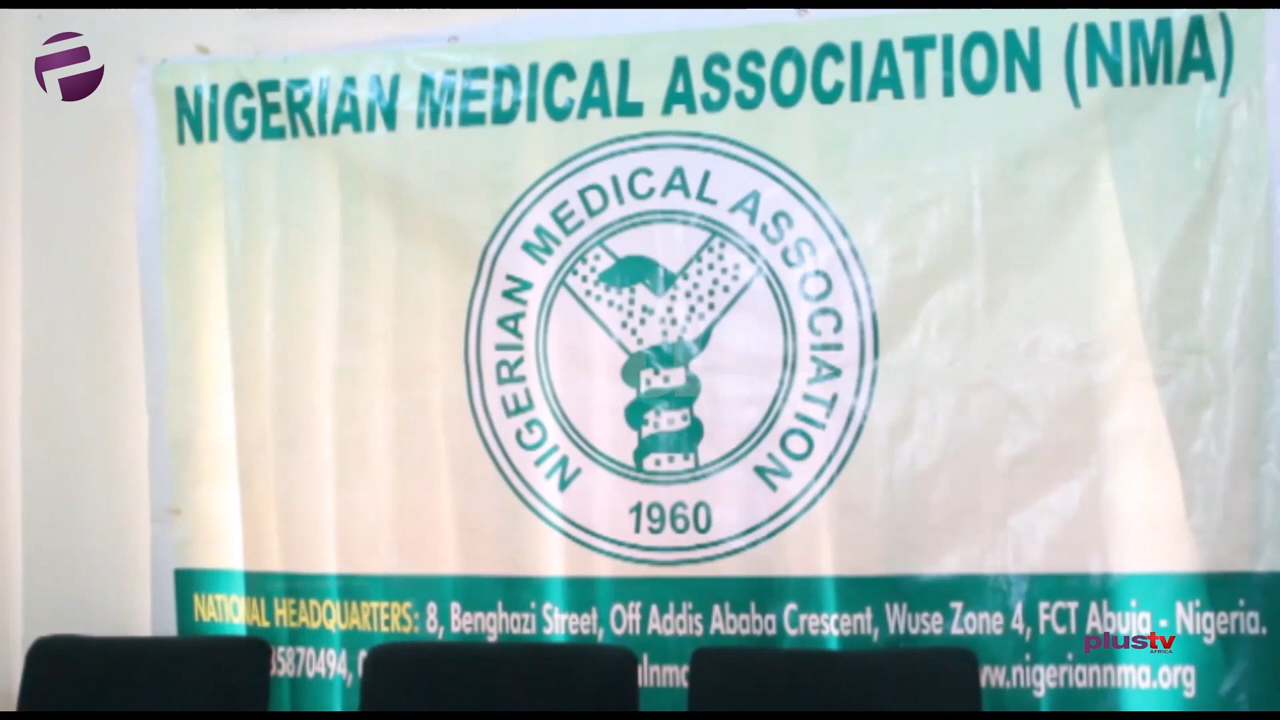 NIGERIAN MEDICAL ASSOCIATION (NMA)
NIGERIAN MEDICAL ASSOCIATION
1960
NATIONAL HEADQUARTERS: 8, Benghazi Street, Off Addis Ababa Crescent, Wuse Zone 4, FCT Abuja - Nigeria.
plustv
AFRICA
35870494,
www.nigeriannma.org